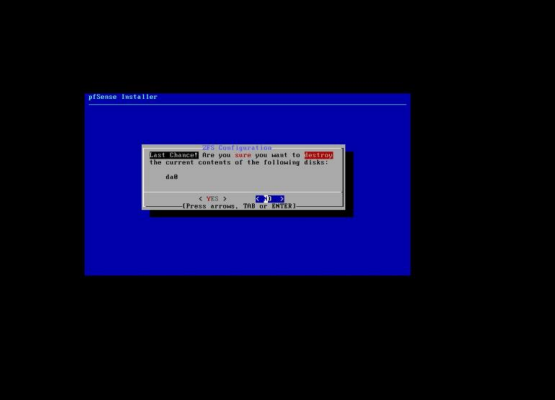 pfSense Installer
ZFS Configuration
Last Chance! Are you sure you want to destroy
the current contents of the following disks:
da0
< YES > < NO >
[Press arrows, TAB or ENTER]